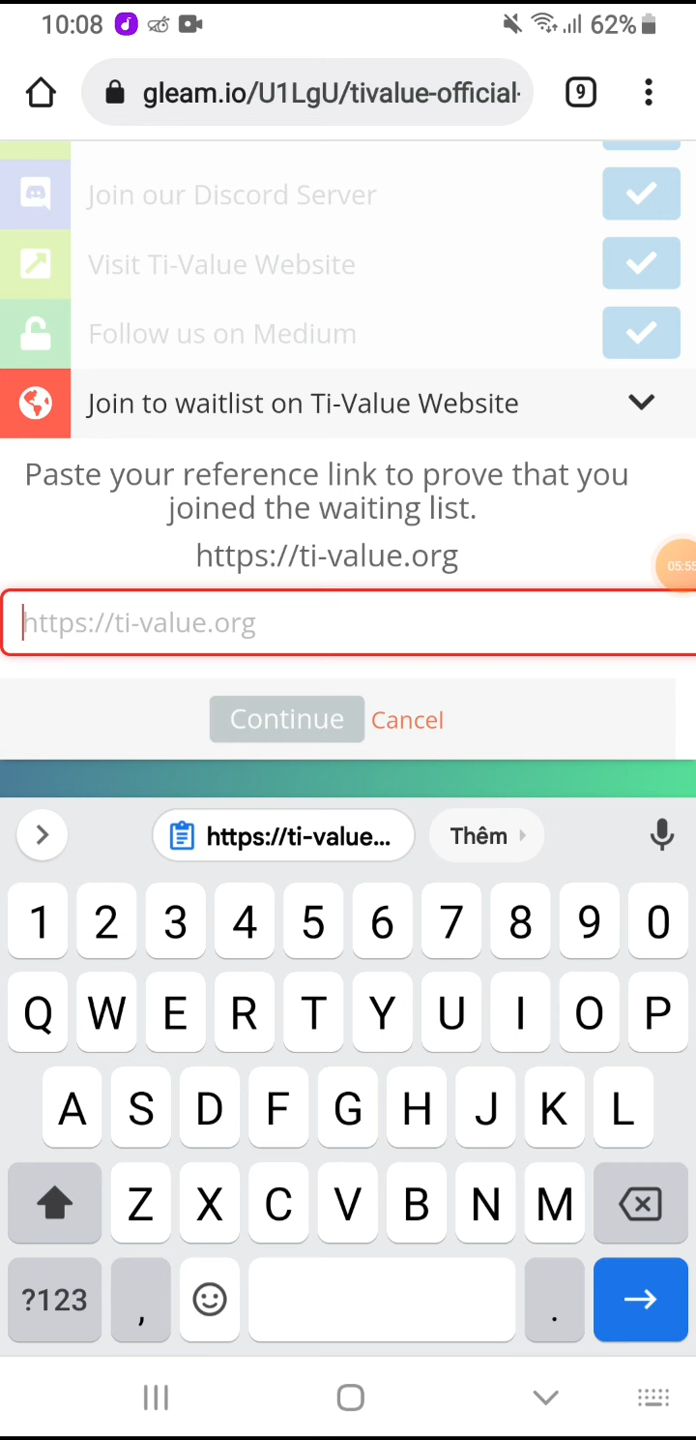 10:08
62%
gleam.io/U1LgU/tivalue-official-
9
Join our Discord Server
Visit Ti-Value Website
Follow us on Medium
Join to waitlist on Ti-Value Website
Paste your reference link to prove that you
joined the waiting list.
https://ti-value.org
05:55
https://ti-value.org
Continue Cancel
https://ti-value... Thêm
1 2 3 4 5 6 7 8 9 0
Q W E R T Y U I O P
A S D F G H J K L
Z X C V B N M
?123 , .